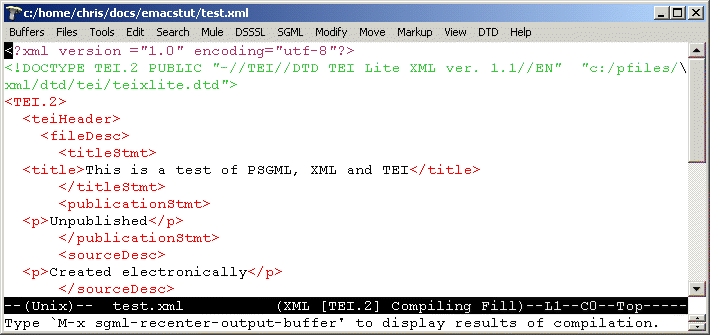 c:/home/chris/docs/emacstut/test.xml
Buffers Files Tools Edit Search Mule DSSSL SGML Modify Move Markup View DTD Help
<?xml version ="1.0" encoding="utf-8"?>
<!DOCTYPE TEI.2 PUBLIC "-//TEI//DTD TEI Lite XML ver. 1.1//EN"  "c:/pfiles/\
xml/dtd/tei/teixlite.dtd">
<TEI.2>
  <teiHeader>
    <fileDesc>
      <titleStmt>
  <title>This is a test of PSGML, XML and TEI</title>
      </titleStmt>
      <publicationStmt>
  <p>Unpublished</p>
      </publicationStmt>
      <sourceDesc>
  <p>Created electronically</p>
      </sourceDesc>
--(Unix)--  test.xml          (XML [TEI.2] Compiling Fill)--L1--C0--Top-----
Type `M-x sgml-recenter-output-buffer' to display results of compilation.